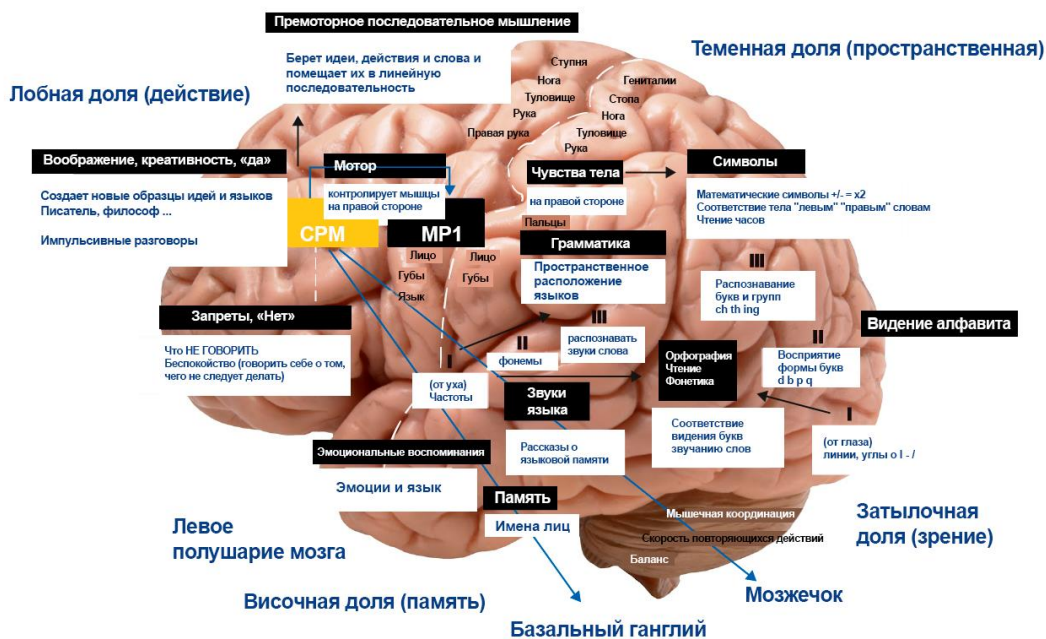 Премоторное последовательное мышление
Берет идеи, действия и слова и
помещает их в линейную
последовательность
Теменная доля (пространственная)
Лобная доля (действие)
Ступня
Нога
Туловище
Рука
Правая рука
Гениталии
Стопа
Нога
Туловище
Рука
Воображение, креативность, «да»
Создает новые образцы идей и языков
Писатель, философ ...
Импульсивные разговоры
Мотор
контролирует мышцы
на правой стороне
CPM
MP1
Чувства тела
на правой стороне
Пальцы
Символы
Математические символы +/- = x2
Соответствие тела "левым" "правым" словам
Чтение часов
Лицо
Губы
Язык
Лицо
Губы
Грамматика
Пространственное
расположение
языков
III
Распознавание
букв и групп
ch th ing
Запреты, «Нет»
Что НЕ ГОВОРИТЬ
Беспокойство (говорить себе о том,
чего не следует делать)
I
(от уха)
Частоты
II
фонемы
III
распознавать
звуки слова
Звуки
языка
Рассказы о
языковой памяти
Орфография
Чтение
Фонетика
Соответствие
видения букв
звучанию слов
Видение алфавита
II
Восприятие
формы букв
d b p q
I
(от глаза)
линии, углы o l - /
Эмоциональные воспоминания
Эмоции и язык
Память
Имена лиц
Мышечная координация
Скорость повторяющихся действий
Баланс
Левое
полушарие мозга
Затылочная
доля (зрение)
Височная доля (память)
Мозжечок
Базальный ганглий